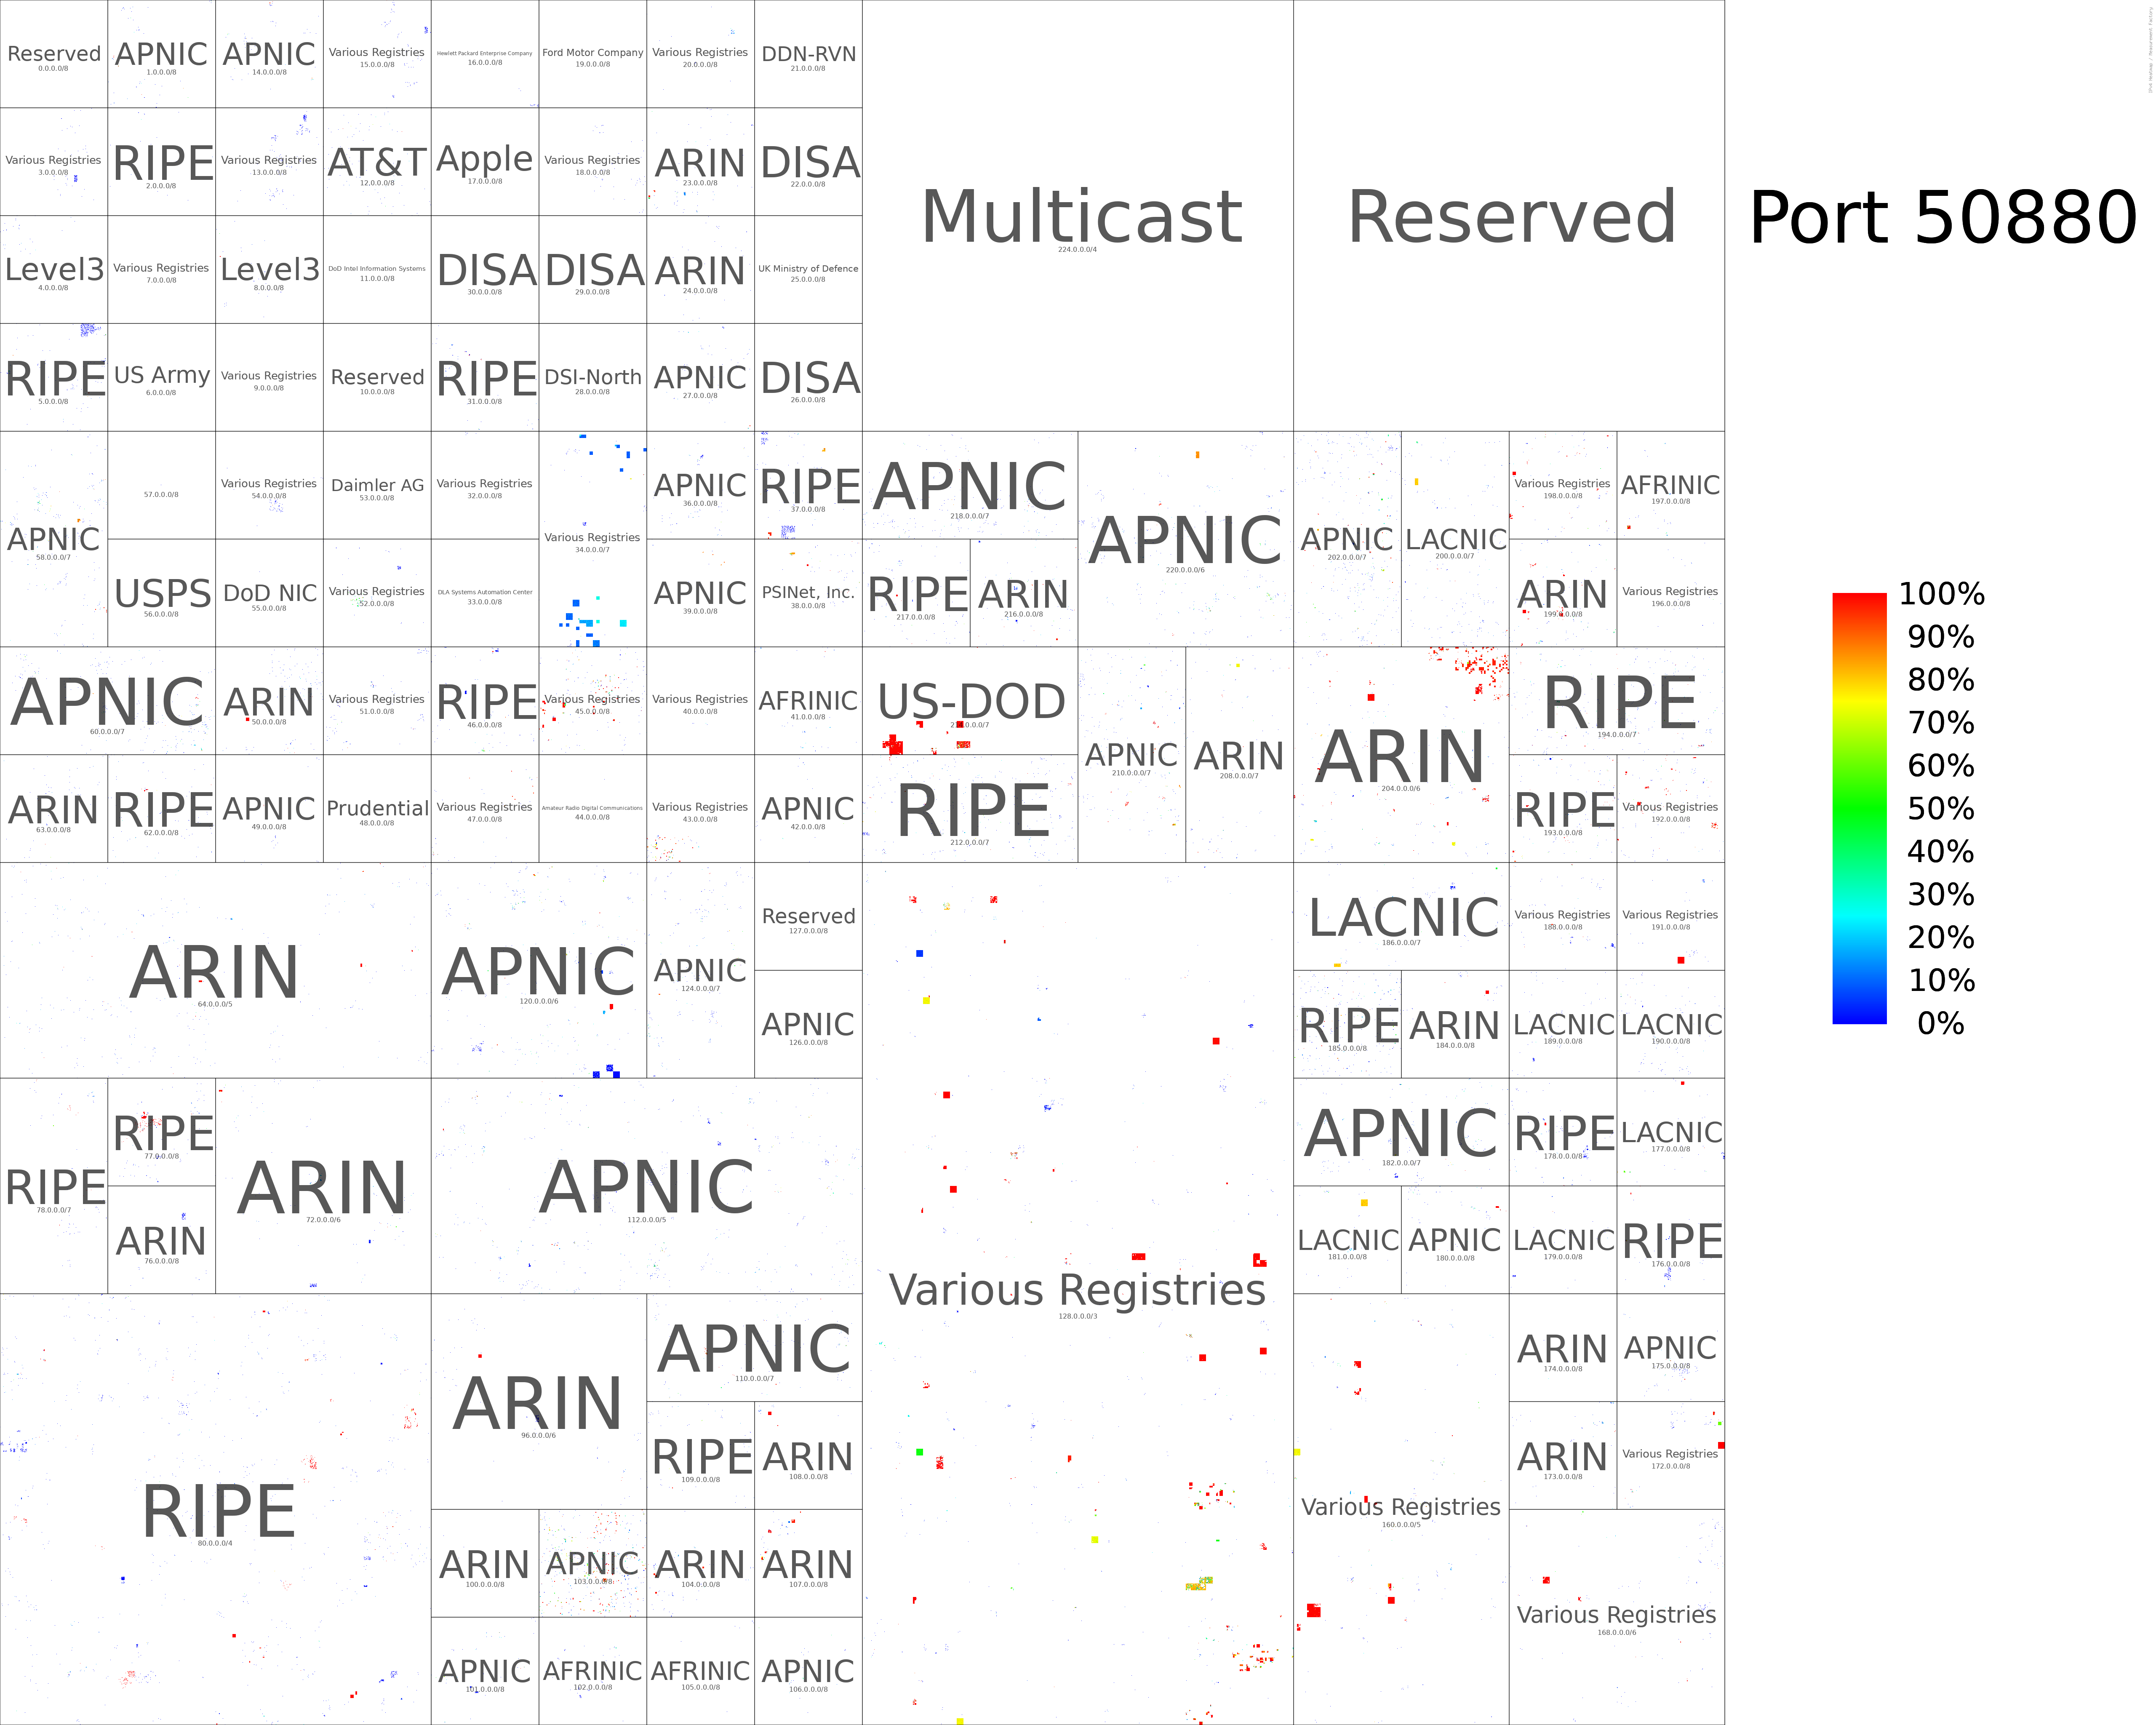 Reserved
0.0.0.0/8
APNIC
1.0.0.0/8
APNIC
14.0.0.0/8
Various Registries
15.0.0.0/8
Hewlett Packard Enterprise Company
16.0.0.0/8
Ford Motor Company
19.0.0.0/8
Various Registries
20.0.0.0/8
DDN-RVN
21.0.0.0/8
Various Registries
3.0.0.0/8
RIPE
2.0.0.0/8
Various Registries
13.0.0.0/8
AT&T
12.0.0.0/8
Apple
17.0.0.0/8
Various Registries
18.0.0.0/8
ARIN
23.0.0.0/8
DISA
22.0.0.0/8
Multicast
224.0.0.0/4
Reserved
Port 50880
Level3
4.0.0.0/8
Various Registries
7.0.0.0/8
Level3
8.0.0.0/8
DoD Intel Information Systems
11.0.0.0/8
DISA
30.0.0.0/8
DISA
29.0.0.0/8
ARIN
24.0.0.0/8
UK Ministry of Defence
25.0.0.0/8
RIPE
5.0.0.0/8
US Army
6.0.0.0/8
Various Registries
9.0.0.0/8
Reserved
10.0.0.0/8
RIPE
31.0.0.0/8
DSI-North
28.0.0.0/8
APNIC
27.0.0.0/8
DISA
26.0.0.0/8
APNIC
58.0.0.0/7
57.0.0.0/8
Various Registries
54.0.0.0/8
Daimler AG
53.0.0.0/8
Various Registries
32.0.0.0/8
Various Registries
34.0.0.0/7
APNIC
36.0.0.0/8
RIPE
37.0.0.0/8
APNIC
218.0.0.0/7
APNIC
220.0.0.0/6
APNIC
202.0.0.0/7
LACNIC
200.0.0.0/7
Various Registries
198.0.0.0/8
AFRINIC
197.0.0.0/8
USPS
56.0.0.0/8
DoD NIC
55.0.0.0/8
Various Registries
52.0.0.0/8
DLA Systems Automation Center
33.0.0.0/8
APNIC
39.0.0.0/8
PSINet, Inc.
38.0.0.0/8
RIPE
217.0.0.0/8
ARIN
216.0.0.0/8
ARIN
199.0.0.0/8
Various Registries
196.0.0.0/8
APNIC
60.0.0.0/7
ARIN
50.0.0.0/8
Various Registries
51.0.0.0/8
RIPE
46.0.0.0/8
Various Registries
45.0.0.0/8
Various Registries
40.0.0.0/8
AFRINIC
41.0.0.0/8
US-DOD
APNIC
210.0.0.0/7
ARIN
208.0.0.0/7
ARIN
204.0.0.0/6
RIPE
194.0.0.0/7
ARIN
63.0.0.0/8
RIPE
62.0.0.0/8
APNIC
49.0.0.0/8
Prudential
48.0.0.0/8
Various Registries
47.0.0.0/8
Amateur Radio Digital Communications
44.0.0.0/8
Various Registries
43.0.0.0/8
APNIC
42.0.0.0/8
RIPE
212.0.0.0/7
RIPE
193.0.0.0/8
Various Registries
192.0.0.0/8
100%
90%
80%
70%
60%
50%
40%
30%
20%
10%
0%
ARIN
64.0.0.0/5
APNIC
120.0.0.0/6
APNIC
124.0.0.0/7
Reserved
127.0.0.0/8
APNIC
126.0.0.0/8
LACNIC
186.0.0.0/7
Various Registries
188.0.0.0/8
Various Registries
191.0.0.0/8
RIPE
185.0.0.0/8
ARIN
184.0.0.0/8
LACNIC
189.0.0.0/8
LACNIC
190.0.0.0/8
RIPE
78.0.0.0/7
RIPE
77.0.0.0/8
ARIN
76.0.0.0/8
ARIN
72.0.0.0/6
APNIC
112.0.0.0/5
Various Registries
128.0.0.0/3
APNIC
182.0.0.0/7
RIPE
178.0.0.0/8
LACNIC
177.0.0.0/8
LACNIC
181.0.0.0/8
APNIC
180.0.0.0/8
LACNIC
179.0.0.0/8
RIPE
176.0.0.0/8
RIPE
80.0.0.0/4
ARIN
96.0.0.0/6
APNIC
110.0.0.0/7
RIPE
109.0.0.0/8
ARIN
108.0.0.0/8
ARIN
100.0.0.0/8
APNIC
103.0.0.0/8
ARIN
104.0.0.0/8
ARIN
107.0.0.0/8
APNIC
101.0.0.0/8
AFRINIC
102.0.0.0/8
AFRINIC
105.0.0.0/8
APNIC
106.0.0.0/8
Various Registries
160.0.0.0/5
ARIN
174.0.0.0/8
APNIC
175.0.0.0/8
ARIN
173.0.0.0/8
Various Registries
172.0.0.0/8
Various Registries
168.0.0.0/6